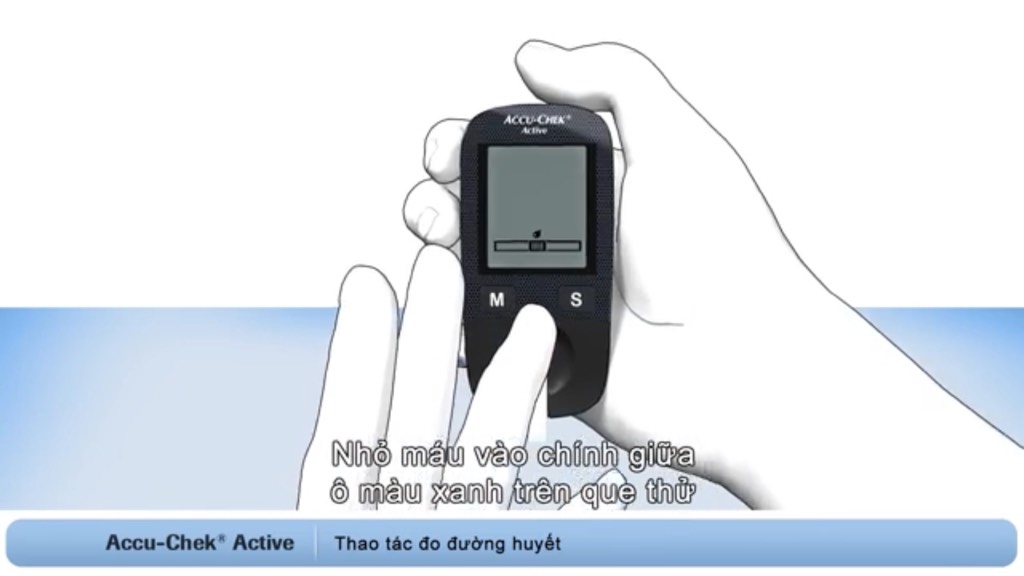 ACCU-CHEK®
Active
M S
Nhỏ máu vào chính giữa
ô màu xanh trên que thử
Accu-Chek® Active Thao tác đo đường huyết